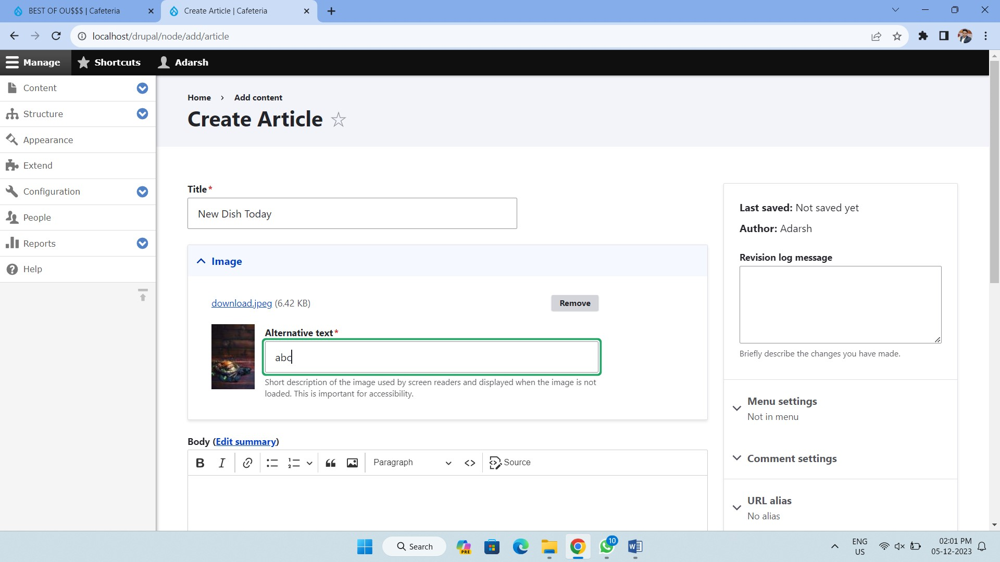 BEST OF OU$$$ | Cafeteria
Create Article | Cafeteria
localhost/drupal/node/add/article
Manage
Shortcuts
Adarsh
Content
Structure
Appearance
Extend
Configuration
People
Reports
Help
Home › Add content
Create Article
Title*
New Dish Today
Image
download.jpeg (6.42 KB)
Remove
Alternative text*
abc
Short description of the image used by screen readers and displayed when the image is not
loaded. This is important for accessibility.
Body (Edit summary)
B I
Paragraph
Source
Last saved: Not saved yet
Author: Adarsh
Revision log message
Briefly describe the changes you have made.
Menu settings
Not in menu
Comment settings
URL alias
No alias
Search
PRE
10
W
ENG
US
02:01 PM
05-12-2023